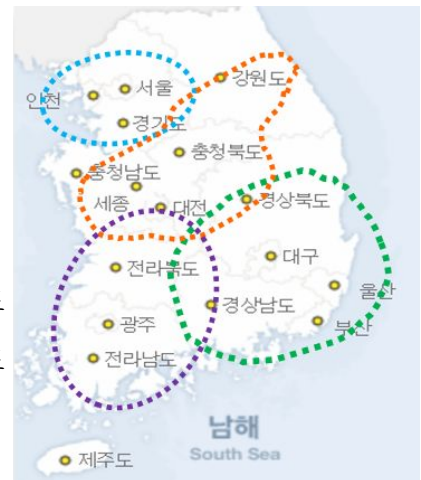 강원도
서울
인천
경기도
충청북도
충청남도
세종
대전
경상북도
대구
전라북도
울산
경상남도
광주
부산
전라남도
남해
South Sea
제주도